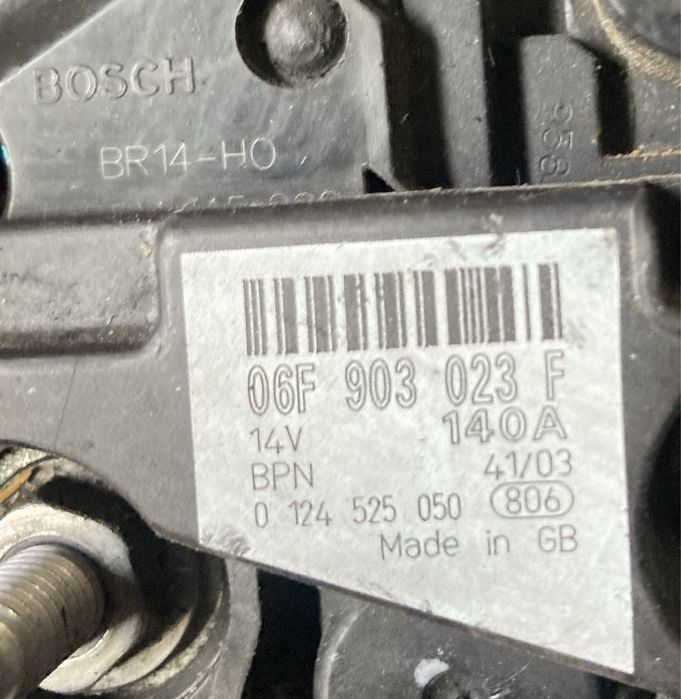 BOSCH
BR14-HO
06F 903 023 F
14V 140A
BPN 41/03
0 124 525 050 806
Made in GB